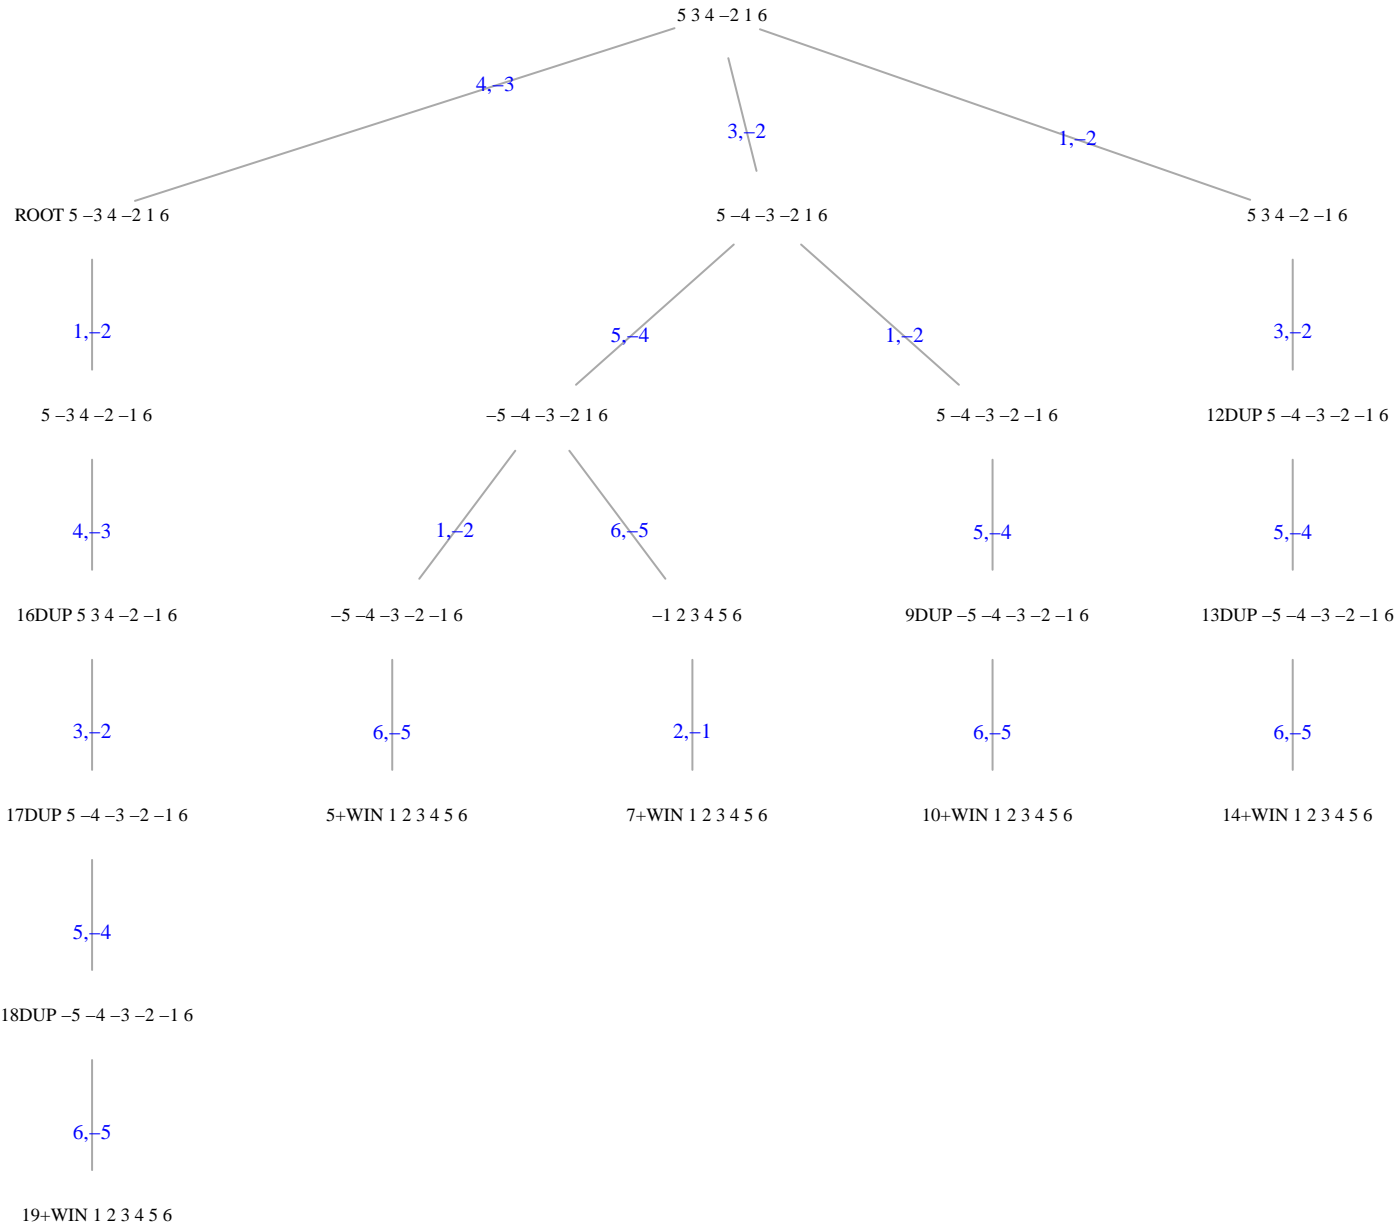 5 3 4 –2 1 6
4,–3
3,–2
1,–2
ROOT 5 –3 4 –2 1 6
5 –4 –3 –2 1 6
5 3 4 –2 –1 6
1,–2
5,–4
1,–2
3,–2
5 –3 4 –2 –1 6
–5 –4 –3 –2 1 6
5 –4 –3 –2 –1 6
12DUP 5 –4 –3 –2 –1 6
4,–3
1,–2
6,–5
5,–4
5,–4
16DUP 5 3 4 –2 –1 6
–5 –4 –3 –2 –1 6
–1 2 3 4 5 6
9DUP –5 –4 –3 –2 –1 6
13DUP –5 –4 –3 –2 –1 6
3,–2
6,–5
2,–1
6,–5
6,–5
17DUP 5 –4 –3 –2 –1 6
5+WIN 1 2 3 4 5 6
7+WIN 1 2 3 4 5 6
10+WIN 1 2 3 4 5 6
14+WIN 1 2 3 4 5 6
5,–4
18DUP –5 –4 –3 –2 –1 6
6,–5
19+WIN 1 2 3 4 5 6